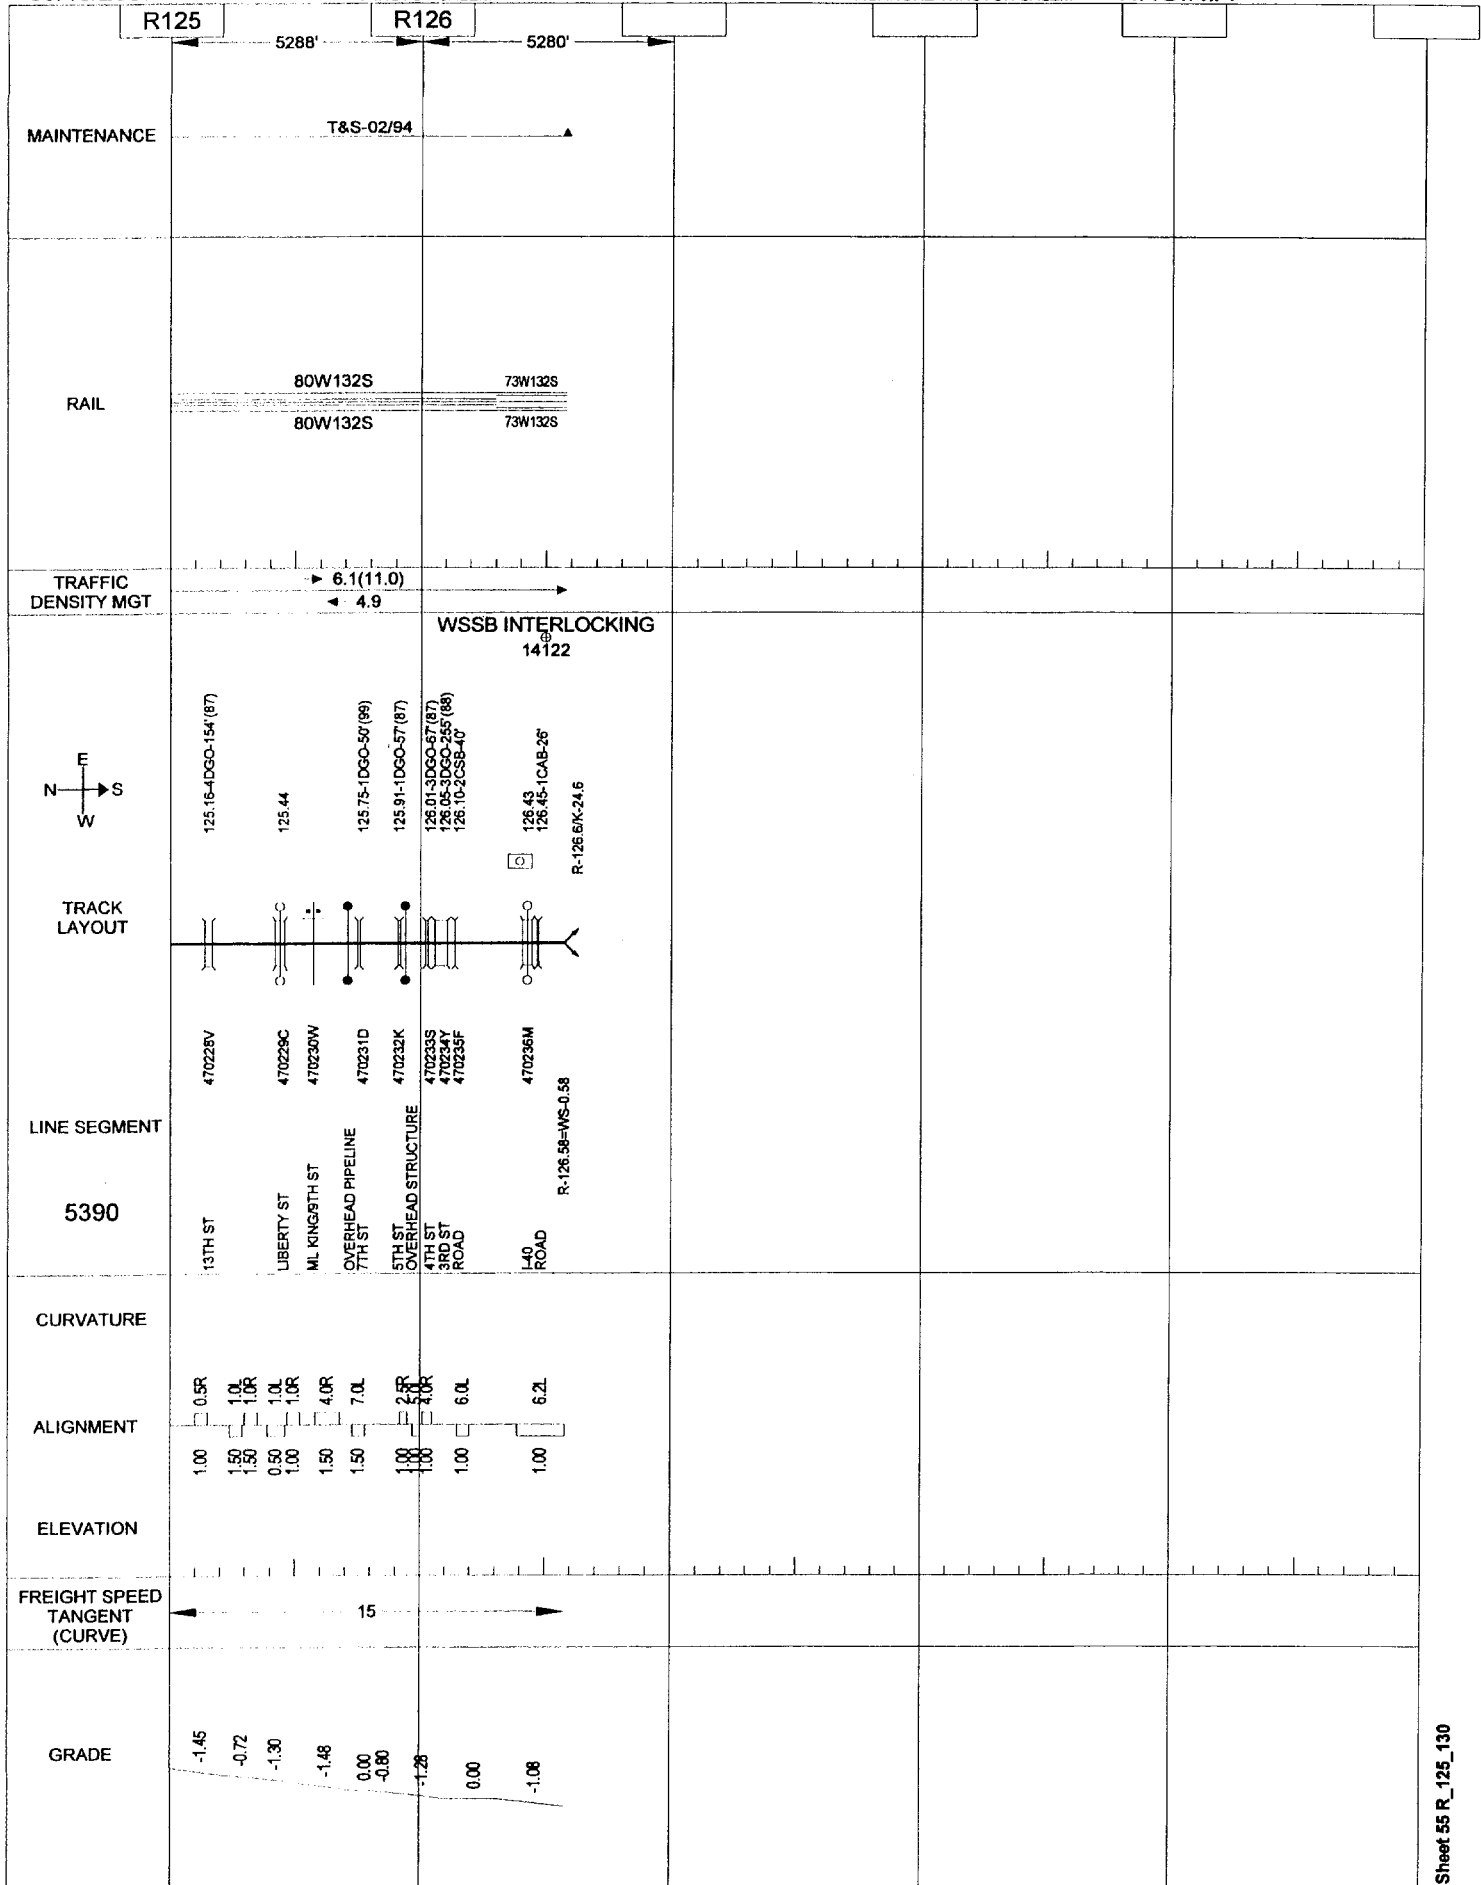 R125
R126
5288'
5280'
MAINTENANCE
T&S-02/94
RAIL
80W132S
73W132S
80W132S
73W132S
TRAFFIC
DENSITY MGT
6.1(11.0)
4.9
WSSB INTERLOCKING
14122
E
N
S
W
125.16-4DGO-154'(87)
125.44
125.75-1DGO-50'(99)
125.91-1DGO-57'(87)
126.01-3DGO-67'(87)
126.05-3DGO-255'(88)
126.10-2CSB-40'
126.43
126.45-1CAB-26'
R-126.6/K-24.6
TRACK
LAYOUT
470228V
470229C
470230W
470231D
470232K
470233S
470234Y
470235F
470236M
R-126.58=WS-0.58
LINE SEGMENT
5390
13TH ST
LIBERTY ST
ML KING/9TH ST
OVERHEAD PIPELINE
7TH ST
5TH ST
OVERHEAD STRUCTURE
4TH ST
3RD ST
ROAD
I-40
ROAD
CURVATURE
0.5R
1.0L
1.0R
1.0L
1.0R
4.0R
7.0L
2.5R
5.0L
4.0R
6.0L
6.2L
ALIGNMENT
1.00
1.50
1.50
0.50
1.00
1.50
1.50
1.00
1.00
1.00
1.00
1.00
ELEVATION
FREIGHT SPEED
TANGENT
(CURVE)
15
GRADE
-1.45
-0.72
-1.30
-1.48
0.00
-0.80
-1.28
0.00
-1.08
Sheet 55 R_125_130